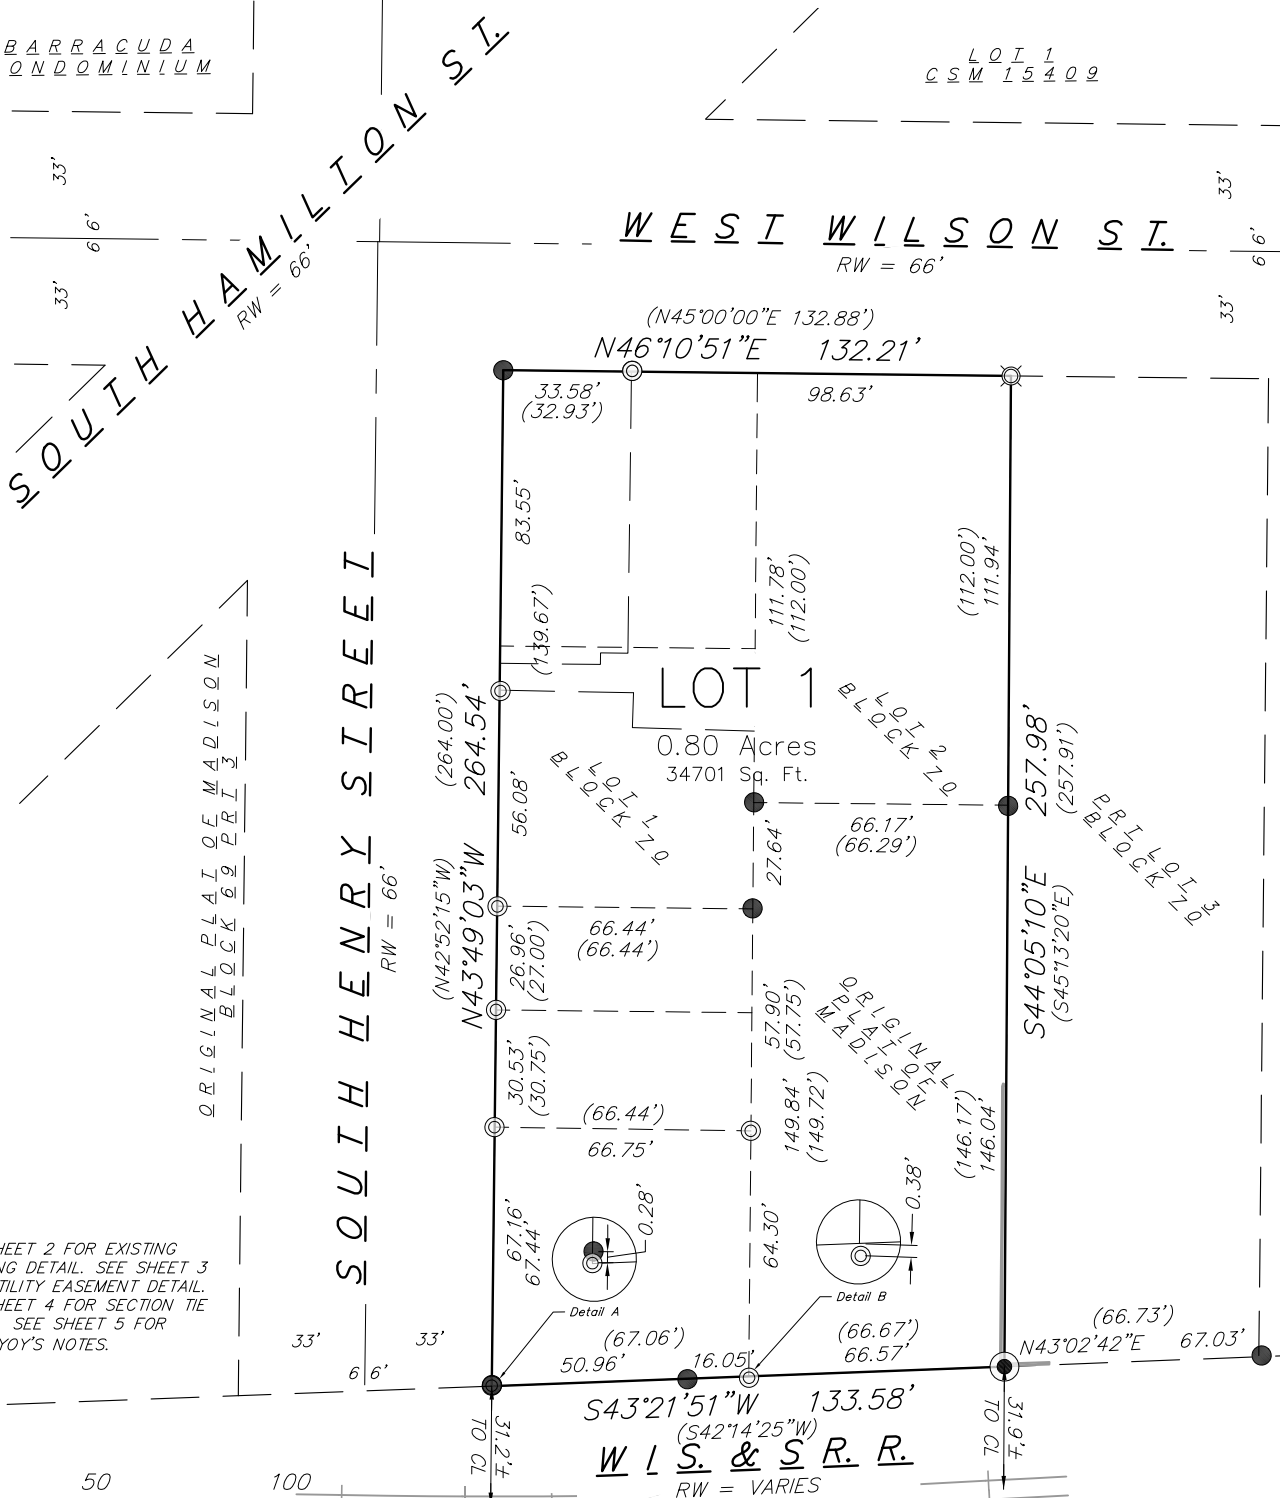 BARRACUDA
ONDOMINIUM
LOT 1
CSM 15409
SOUTH HAMILTON ST.
RW = 66'
33'
66'
33'
33'
66'
33'
WEST WILSON ST.
RW = 66'
(N45°00'00"E 132.88')
N46°10'51"E 132.21'
33.58'
(32.93')
98.63'
83.55'
(139.67')
111.78'
(112.00')
(112.00')
111.94'
LOT 1
0.80 Acres
34701 Sq. Ft.
LOT 2
BLOCK 70
LOT 1
BLOCK 70
PRT LOT 3
BLOCK 70
(264.00')
264.54'
56.08'
257.98'
(257.91')
66.17'
(66.29')
27.64'
(N42°52'15"W)
N43°49'03"W
66.44'
(66.44')
26.96'
(27.00')
S44°05'10"E
(S45°13'20"E)
57.90'
(57.75')
ORIGINAL
PLAT OF
MADISON
30.53'
(30.75')
(66.44')
66.75'
149.84'
(149.72')
(146.17')
146.04'
SOUTH HENRY STREET
RW = 66'
ORIGINAL PLAT OF MADISON
BLOCK 69 PRT 3
67.16'
67.44'
0.28'
64.30'
0.38'
Detail A
Detail B
HEET 2 FOR EXISTING
NG DETAIL. SEE SHEET 3
TILITY EASEMENT DETAIL.
HEET 4 FOR SECTION TIE
SEE SHEET 5 FOR
YOY'S NOTES.
33'
33'
66'
(67.06')
50.96'
16.05'
(66.67')
66.57'
(66.73')
N43°02'42"E 67.03'
S43°21'51"W 133.58'
(S42°14'25"W)
31.2'±
TO CL
31.9'±
TO CL
WIS. & S R. R.
RW = VARIES
50
100